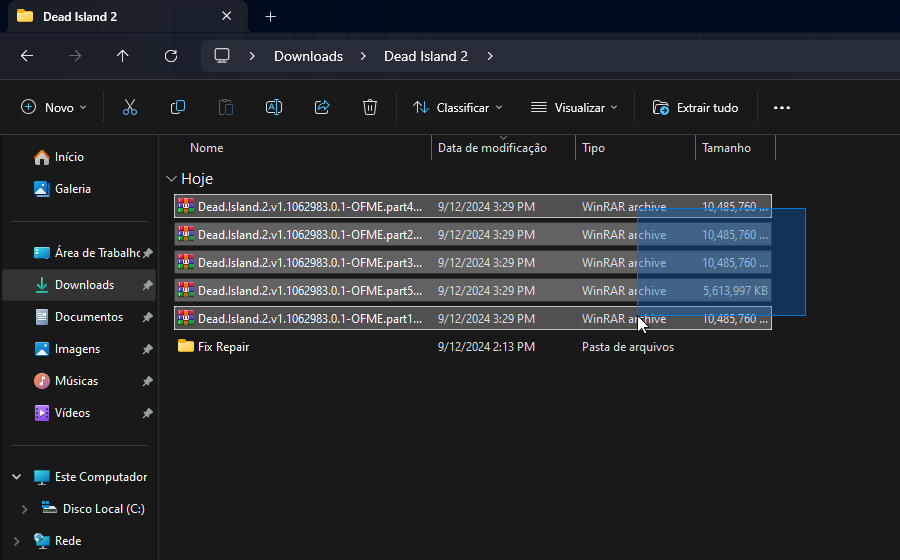 Dead Island 2
Downloads Dead Island 2
Novo Classificar Visualizar Extrair tudo
Nome Data de modificação Tipo Tamanho
Início
Galeria
Área de Trabalho
Downloads
Documentos
Imagens
Músicas
Vídeos
Este Computador
Disco Local (C:)
Rede
Hoje
Dead.Island.2.v1.1062983.0.1-OFME.part4... 9/12/2024 3:29 PM WinRAR archive 10,485,760 ...
Dead.Island.2.v1.1062983.0.1-OFME.part2... 9/12/2024 3:29 PM WinRAR archive 10,485,760 ...
Dead.Island.2.v1.1062983.0.1-OFME.part3... 9/12/2024 3:29 PM WinRAR archive 10,485,760 ...
Dead.Island.2.v1.1062983.0.1-OFME.part5... 9/12/2024 3:29 PM WinRAR archive 5,613,997 KB
Dead.Island.2.v1.1062983.0.1-OFME.part1... 9/12/2024 3:29 PM WinRAR archive 10,485,760 ...
Fix Repair 9/12/2024 2:13 PM Pasta de arquivos